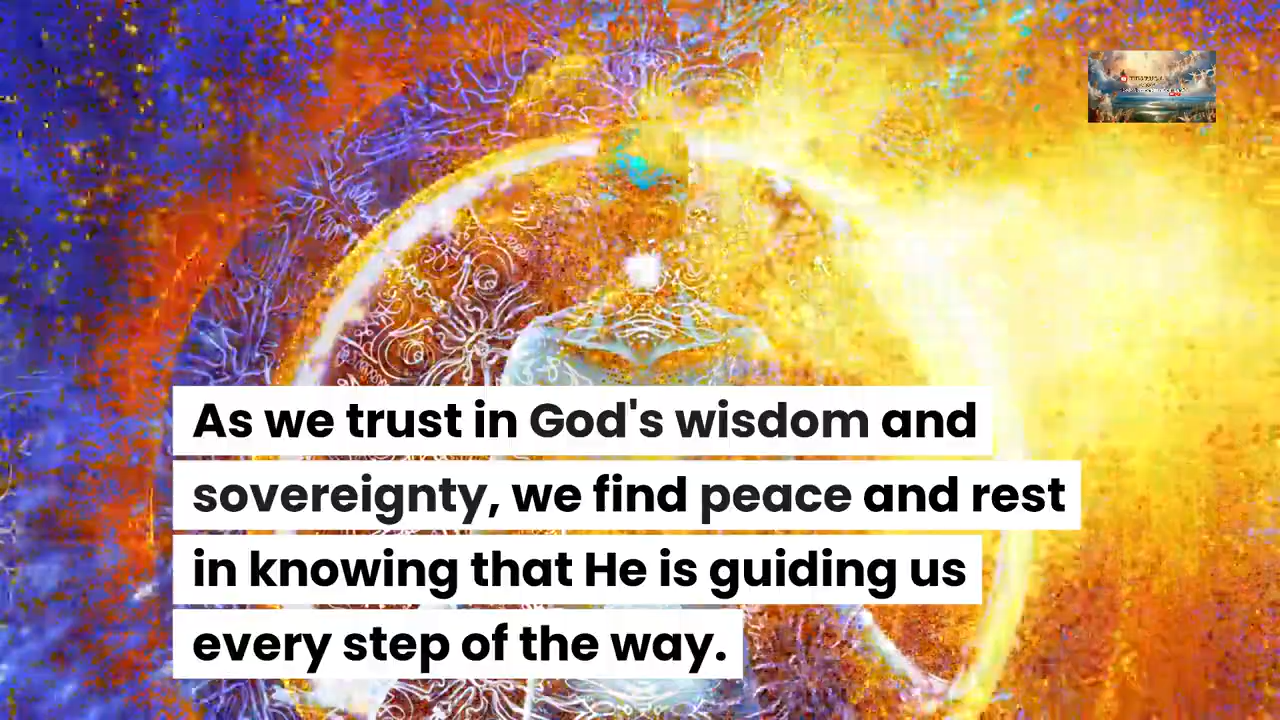 As we trust in God's wisdom and
sovereignty, we find peace and rest
in knowing that He is guiding us
every step of the way.